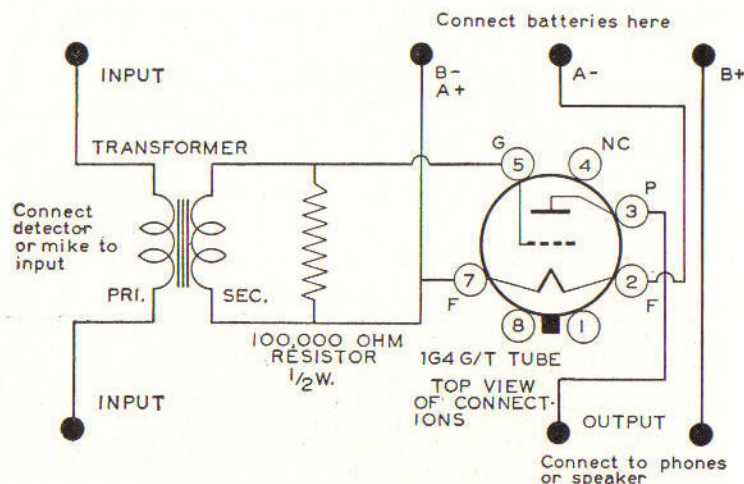 Connect batteries here
INPUT
B-
A+
A-
B+
TRANSFORMER
G
5
4
NC
P
3
Connect
detector
or mike to
input
PRI.
SEC.
7
F
2
F
8
1
100,000 OHM
RESISTOR
1/2W.
1G4 G/T TUBE
TOP VIEW
OF CONNECT-
IONS
INPUT
OUTPUT
Connect to phones
or speaker